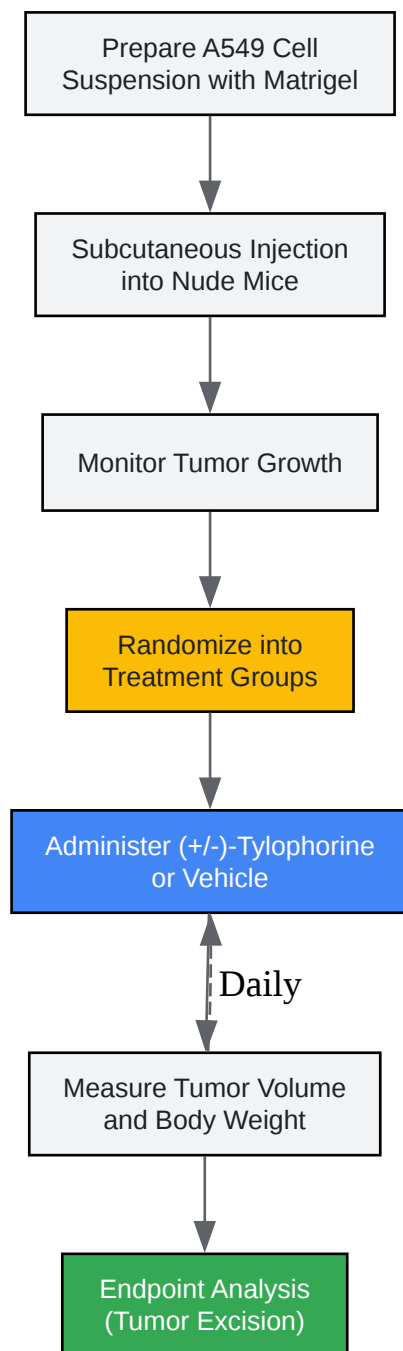 Prepare A549 Cell
Suspension with Matrigel
Subcutaneous Injection
into Nude Mice
Monitor Tumor Growth
Randomize into
Treatment Groups
Administer (+/-)-Tylophorine
or Vehicle
Daily
Measure Tumor Volume
and Body Weight
Endpoint Analysis
(Tumor Excision)